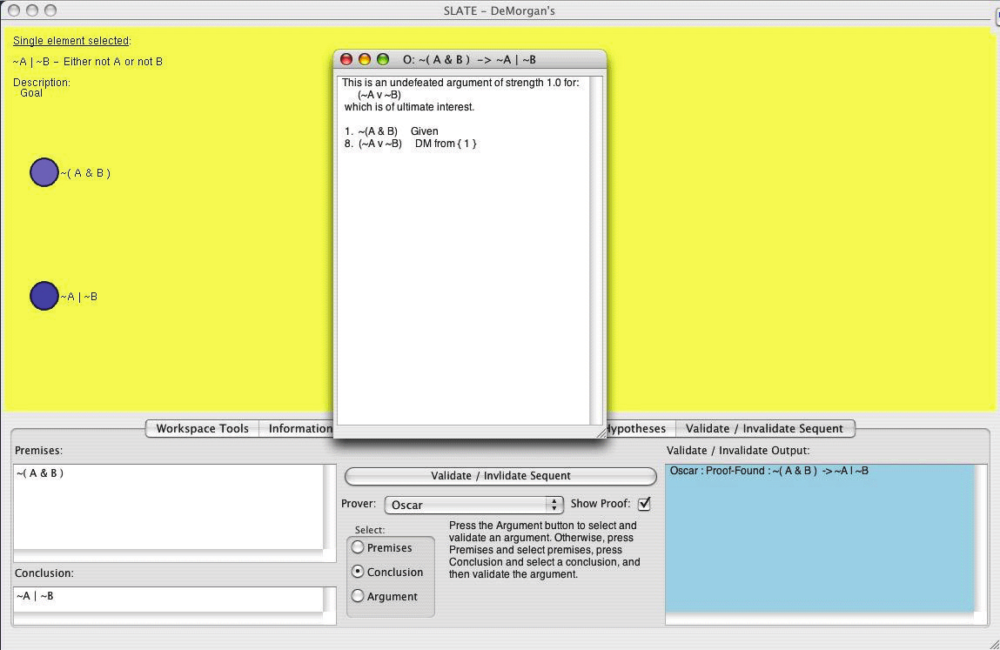 SLATE - DeMorgan's
Single element selected:
~A | ~B - Either not A or not B
Description:
Goal
~( A & B )
~A | ~B
O: ~( A & B ) -> ~A | ~B
This is an undefeated argument of strength 1.0 for:
(~A v ~B)
which is of ultimate interest.
1. ~(A & B) Given
8. (~A v ~B) DM from { 1 }
Workspace Tools Information Hypotheses Validate / Invalidate Sequent
Premises:
~( A & B )
Conclusion:
~A | ~B
Validate / Invlidate Sequent
Prover: Oscar Show Proof:
Select:
Premises
Conclusion
Argument
Press the Argument button to select and
validate an argument. Otherwise, press
Premises and select premises, press
Conclusion and select a conclusion, and
then validate the argument.
Validate / Invalidate Output:
Oscar : Proof-Found : ~( A & B ) -> ~A | ~B